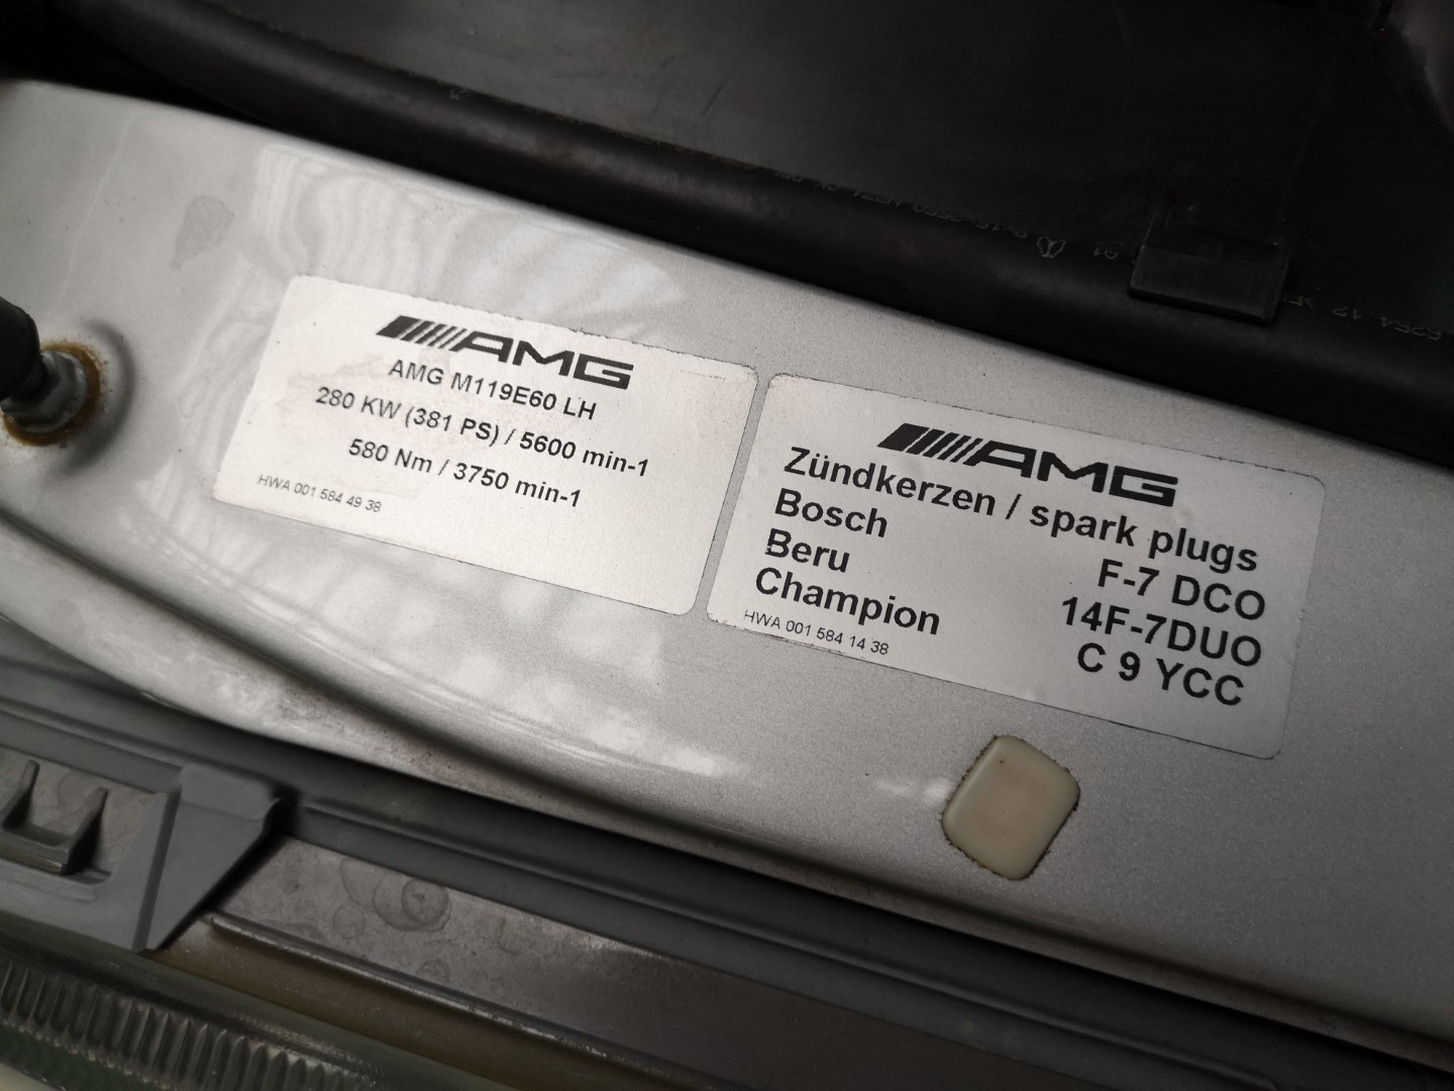 AMG
AMG M119E60 LH
280 KW (381 PS) / 5600 min-1
580 Nm / 3750 min-1
HWA 001 584 49 38
AMG
Zündkerzen / spark plugs
Bosch F-7 DCO
Beru 14F-7DUO
Champion C 9 YCC
HWA 001 584 14 38